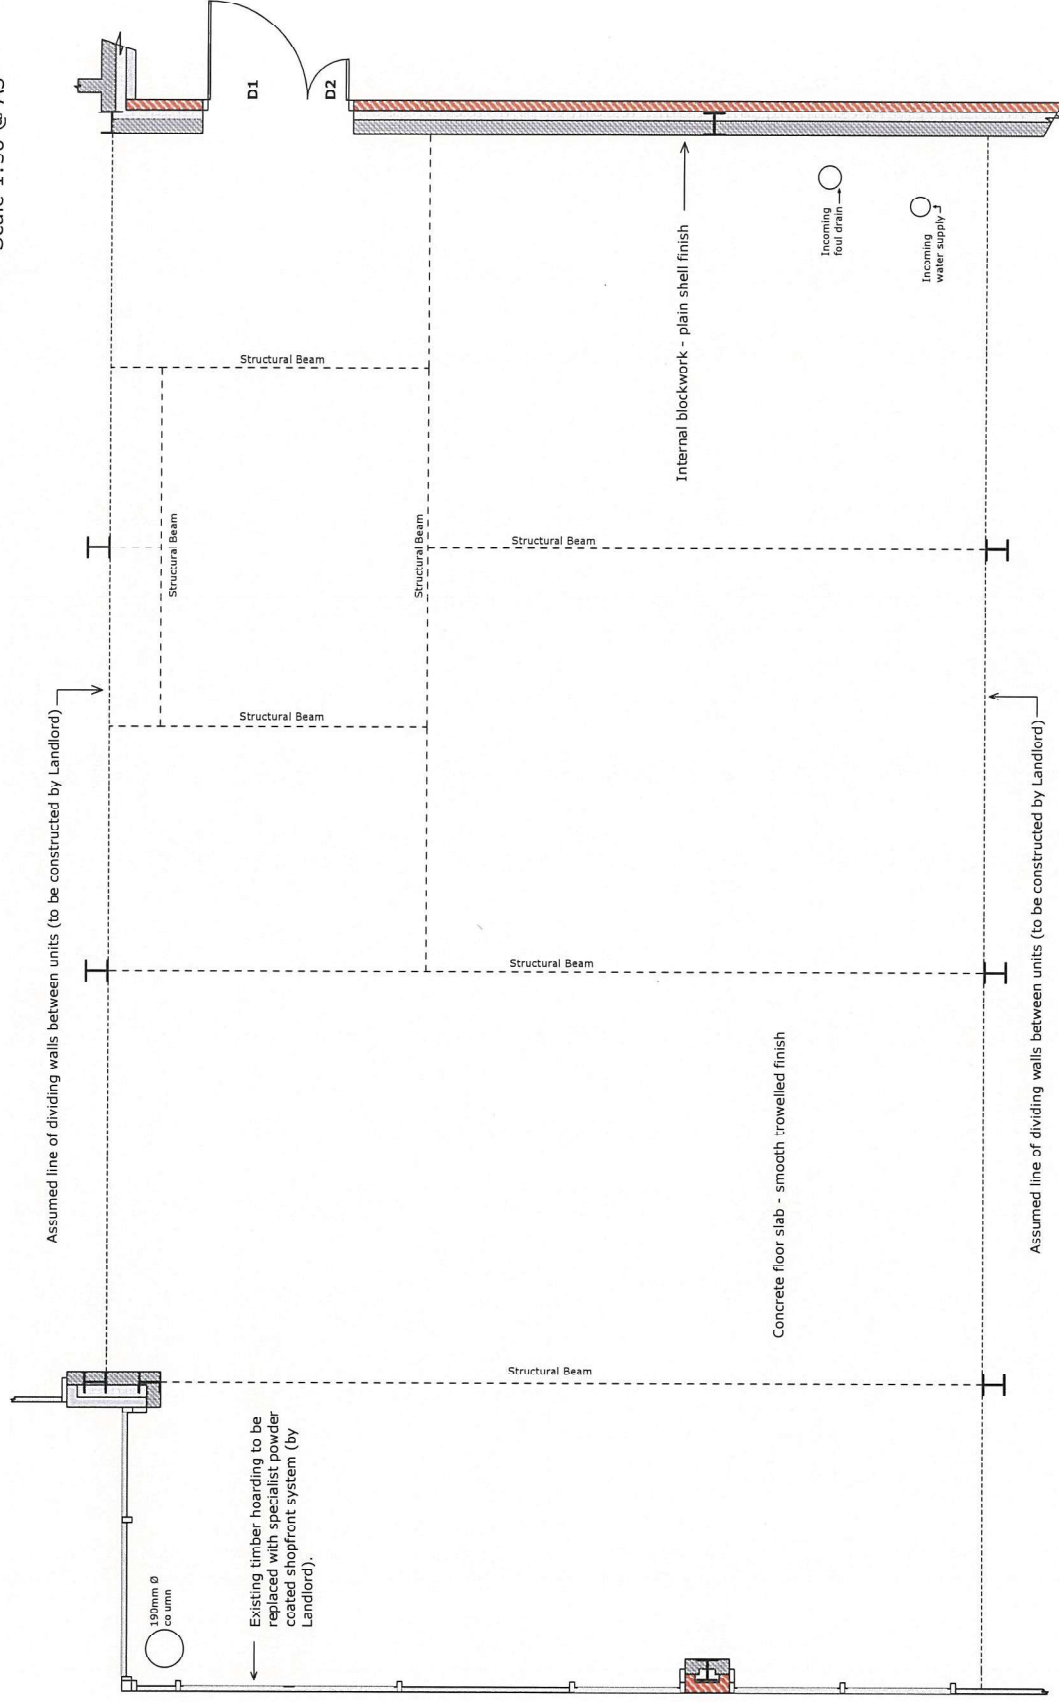 Scale 1:50 @ A3
D1
D2
Incoming
foul drain
Incoming
water supply
Internal blockwork - plain shell finish
Structural Beam
Structural Beam
Structural Beam
Structural Beam
Structural Beam
Assumed line of dividing walls between units (to be constructed by Landlord)
Assumed line of dividing walls between units (to be constructed by Landlord)
Structural Beam
Concrete floor slab - smooth trowelled finish
Structural Beam
Existing timber hoarding to be
replaced with specialist powder
coated shopfront system (by
Landlord).
190mm Ø
column